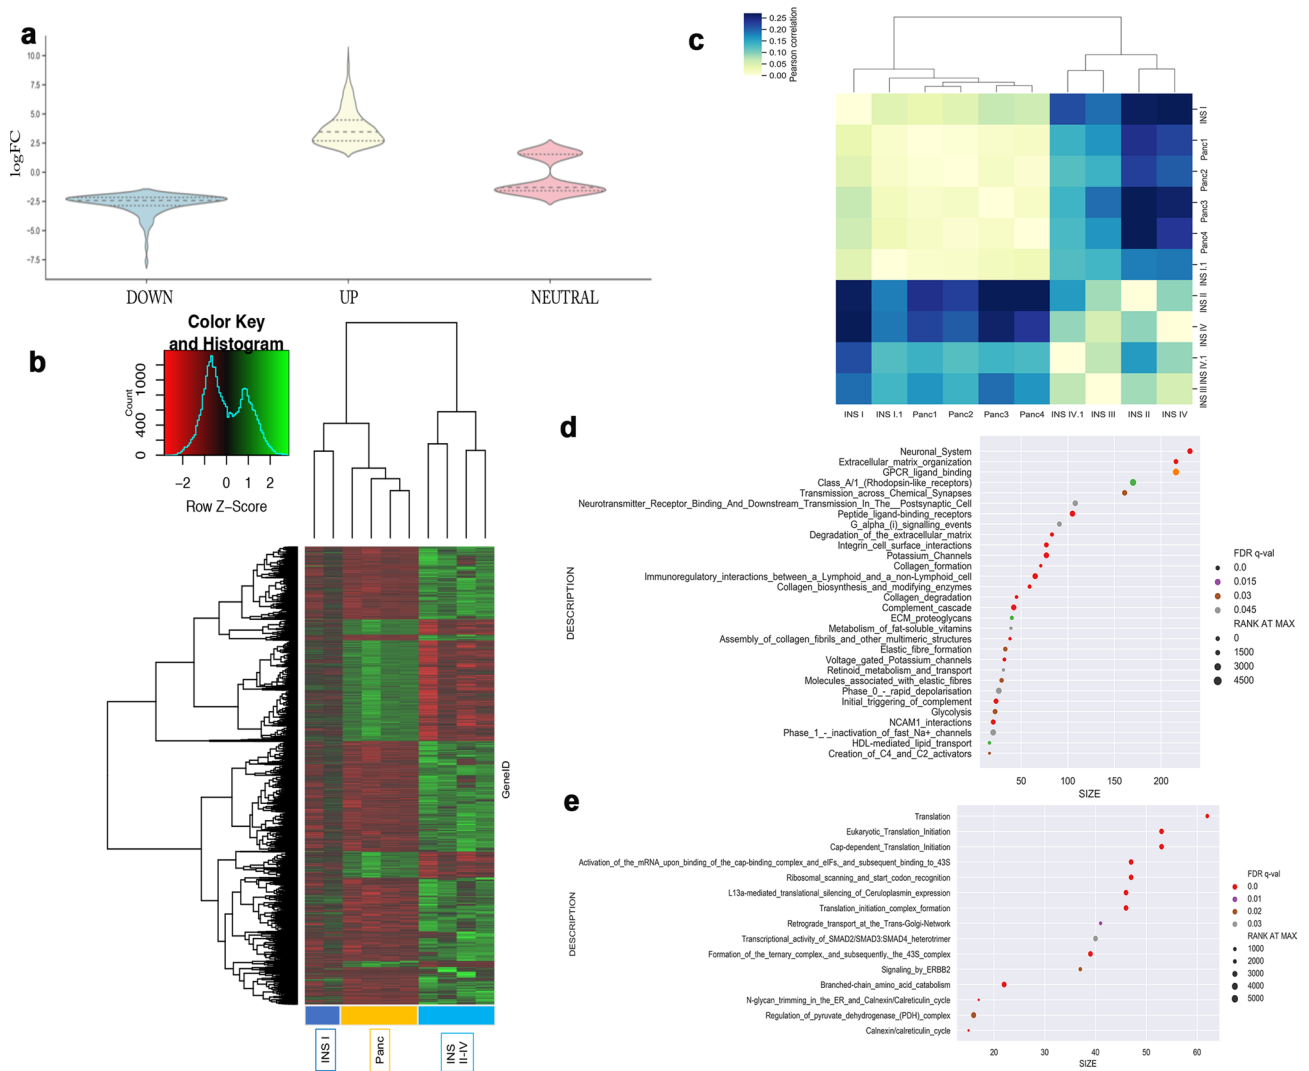 a
10.0
7.5
5.0
2.5
0.0
−2.5
−5.0
−7.5
logFC
DOWN
UP
NEUTRAL
b
Color Key
and Histogram
Count
0
400
1000
−2
−1
0
1
2
Row Z−Score
GeneID
INS I
Panc
INS
II-IV
c
0.25
0.20
0.15
0.10
0.05
0.00
Pearson correlation
INS I
Panc1
Panc2
Panc3
Panc4
INS I.1
INS II
INS IV
INS IV.1
INS III
INS I
INS I.1
Panc1
Panc2
Panc3
Panc4
INS IV.1
INS III
INS II
INS IV
d
DESCRIPTION
Neuronal_System
Extracellular_matrix_organization
GPCR_ligand_binding
Class_A/1_(Rhodopsin-like_receptors)
Transmission_across_Chemical_Synapses
Neurotransmitter_Receptor_Binding_And_Downstream_Transmission_In_The__Postsynaptic_Cell
Peptide_ligand-binding_receptors
G_alpha_(i)_signalling_events
Degradation_of_the_extracellular_matrix
Integrin_cell_surface_interactions
Potassium_Channels
Collagen_formation
Immunoregulatory_interactions_between_a_Lymphoid_and_a_non-Lymphoid_cell
Collagen_biosynthesis_and_modifying_enzymes
Collagen_degradation
Complement_cascade
ECM_proteoglycans
Metabolism_of_fat-soluble_vitamins
Assembly_of_collagen_fibrils_and_other_multimeric_structures
Elastic_fibre_formation
Voltage_gated_Potassium_channels
Retinoid_metabolism_and_transport
Molecules_associated_with_elastic_fibres
Phase_0_-_rapid_depolarisation
Initial_triggering_of_complement
Glycolysis
NCAM1_interactions
Phase_1_-_inactivation_of_fast_Na+_channels
HDL-mediated_lipid_transport
Creation_of_C4_and_C2_activators
50
100
150
200
SIZE
FDR q-val
0.0
0.015
0.03
0.045
RANK AT MAX
0
1500
3000
4500
e
DESCRIPTION
Translation
Eukaryotic_Translation_Initiation
Cap-dependent_Translation_Initiation
Activation_of_the_mRNA_upon_binding_of_the_cap-binding_complex_and_eIFs,_and_subsequent_binding_to_43S
Ribosomal_scanning_and_start_codon_recognition
L13a-mediated_translational_silencing_of_Ceruloplasmin_expression
Translation_initiation_complex_formation
Retrograde_transport_at_the_Trans-Golgi-Network
Transcriptional_activity_of_SMAD2/SMAD3:SMAD4_heterotrimer
Formation_of_the_ternary_complex,_and_subsequently,_the_43S_complex
Signaling_by_ERBB2
Branched-chain_amino_acid_catabolism
N-glycan_trimming_in_the_ER_and_Calnexin/Calreticulin_cycle
Regulation_of_pyruvate_dehydrogenase_(PDH)_complex
Calnexin/calreticulin_cycle
20
30
40
50
60
SIZE
FDR q-val
0.0
0.01
0.02
0.03
RANK AT MAX
1000
2000
3000
4000
5000